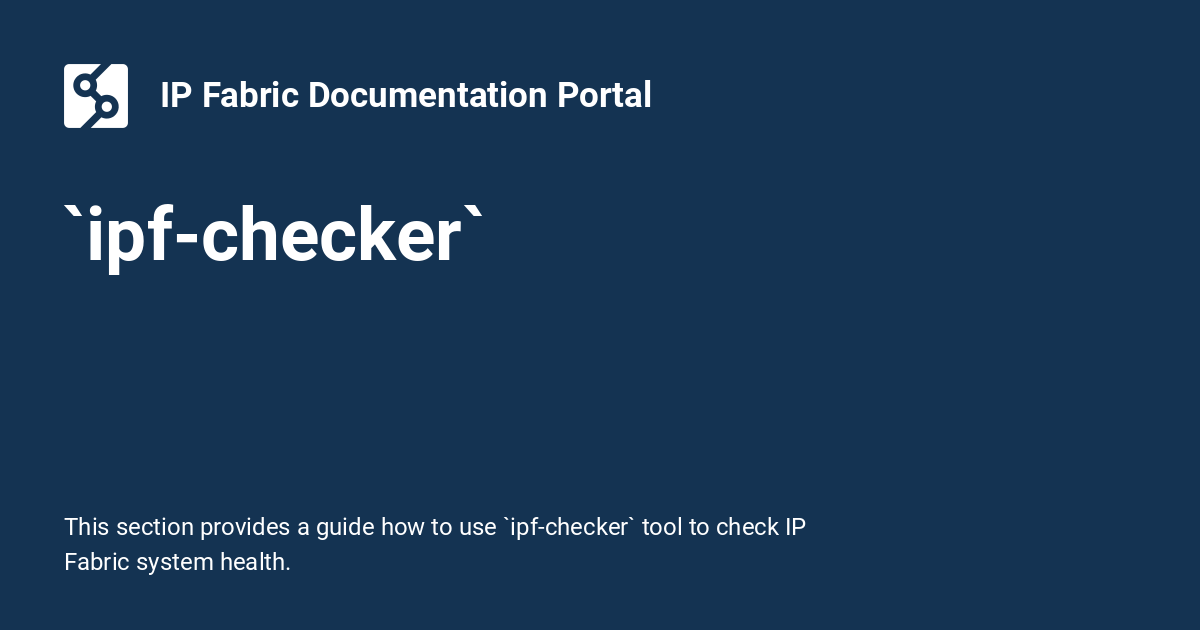 IP Fabric Documentation Portal
`ipf-checker`
This section provides a guide how to use `ipf-checker` tool to check IP
Fabric system health.